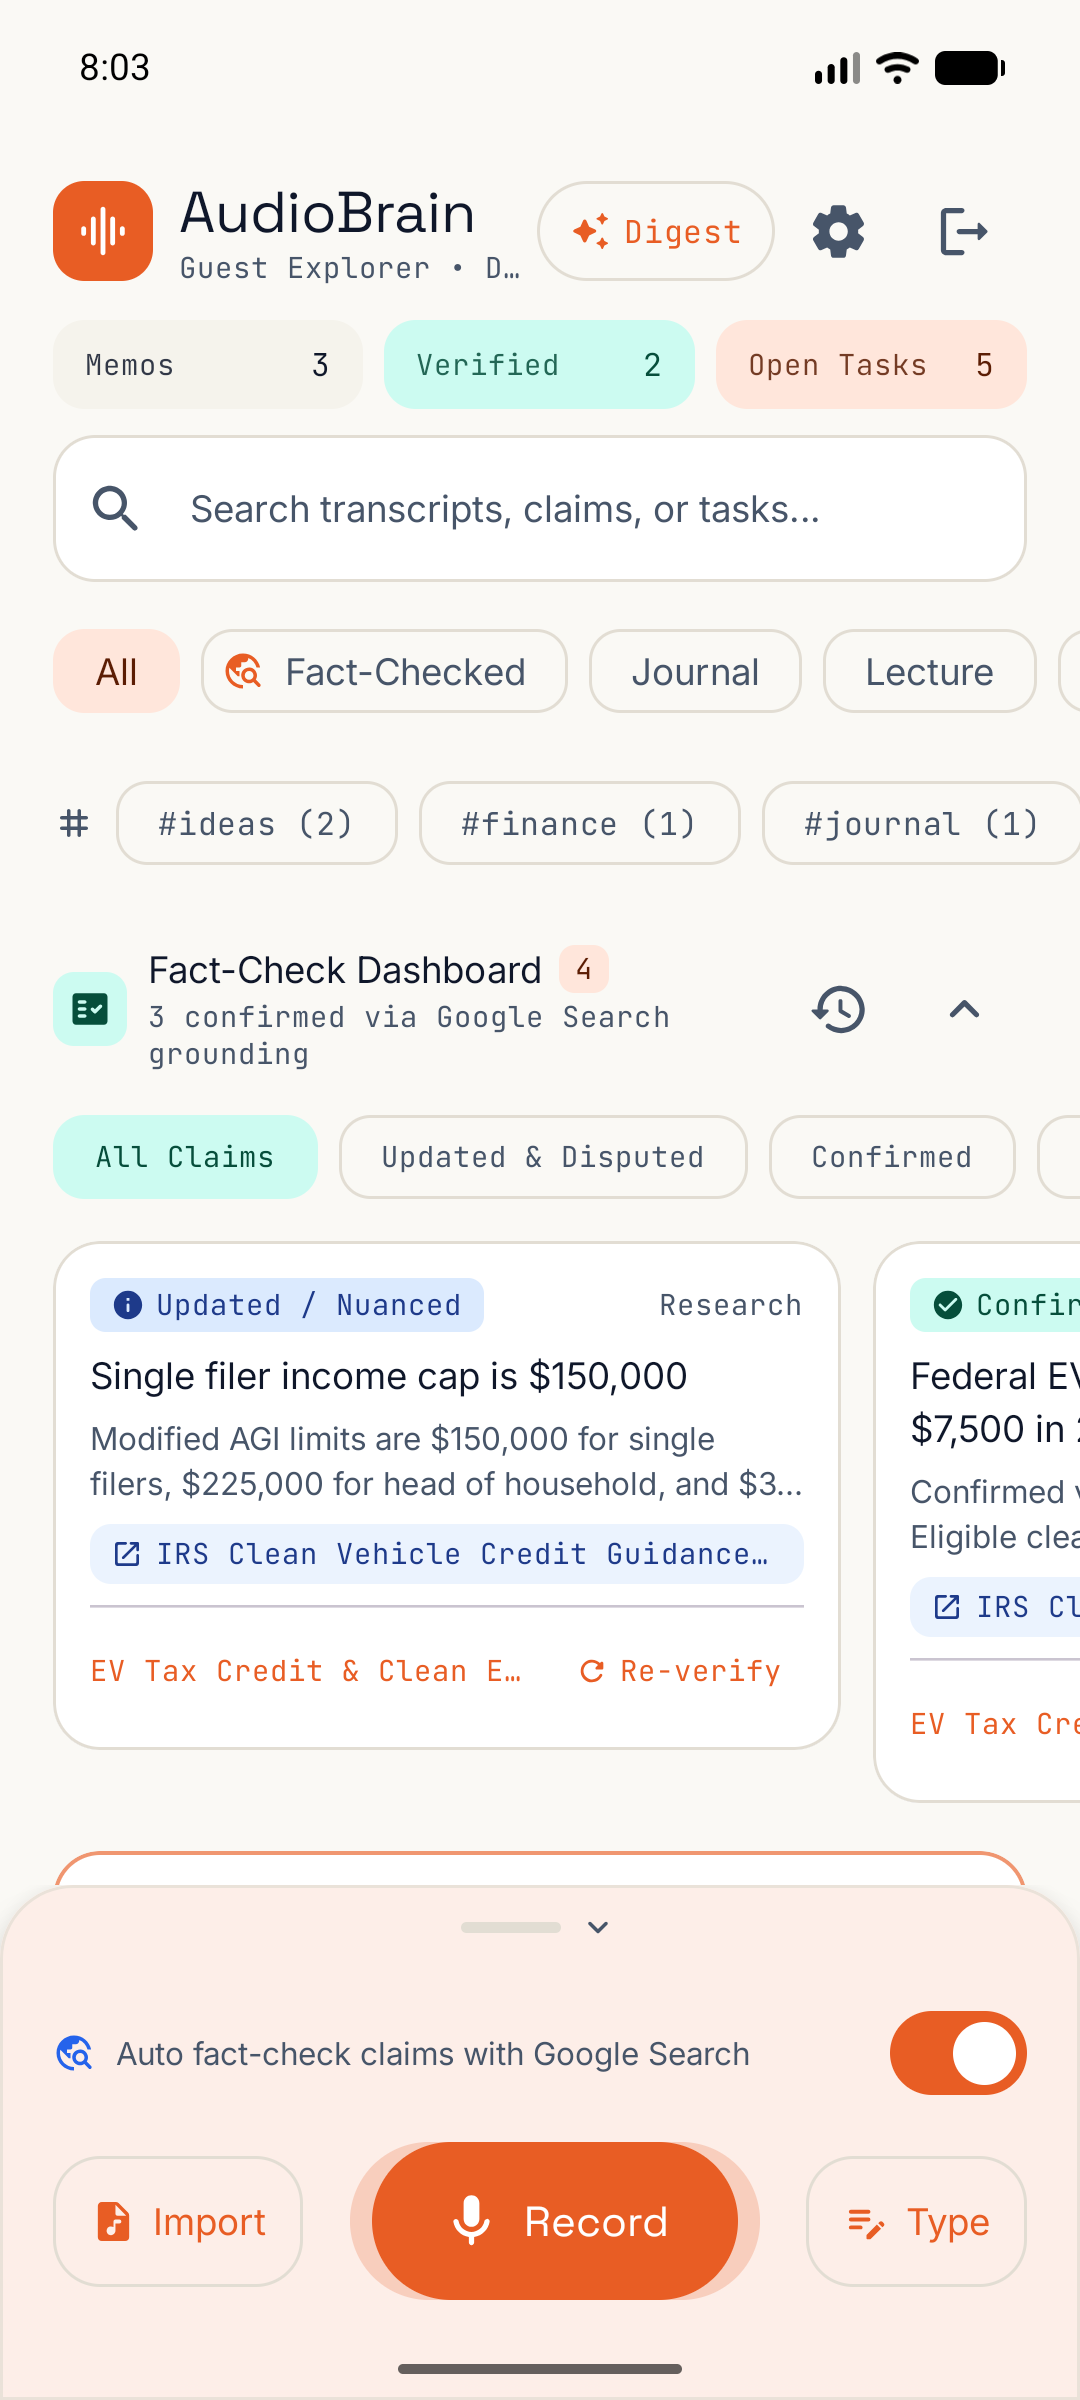 8:03
AudioBrain
Guest Explorer • D…
Digest
Memos 3
Verified 2
Open Tasks 5
Search transcripts, claims, or tasks...
All
Fact-Checked
Journal
Lecture
#ideas (2)
#finance (1)
#journal (1)
Fact-Check Dashboard 4
3 confirmed via Google Search
grounding
All Claims
Updated & Disputed
Confirmed
Updated / Nuanced
Research
Single filer income cap is $150,000
Modified AGI limits are $150,000 for single
filers, $225,000 for head of household, and $3...
IRS Clean Vehicle Credit Guidance…
EV Tax Credit & Clean E…
Re-verify
Federal EV
$7,500 in
Confirmed
IRS
EV Tax
Auto fact-check claims with Google Search
Import
Record
Type